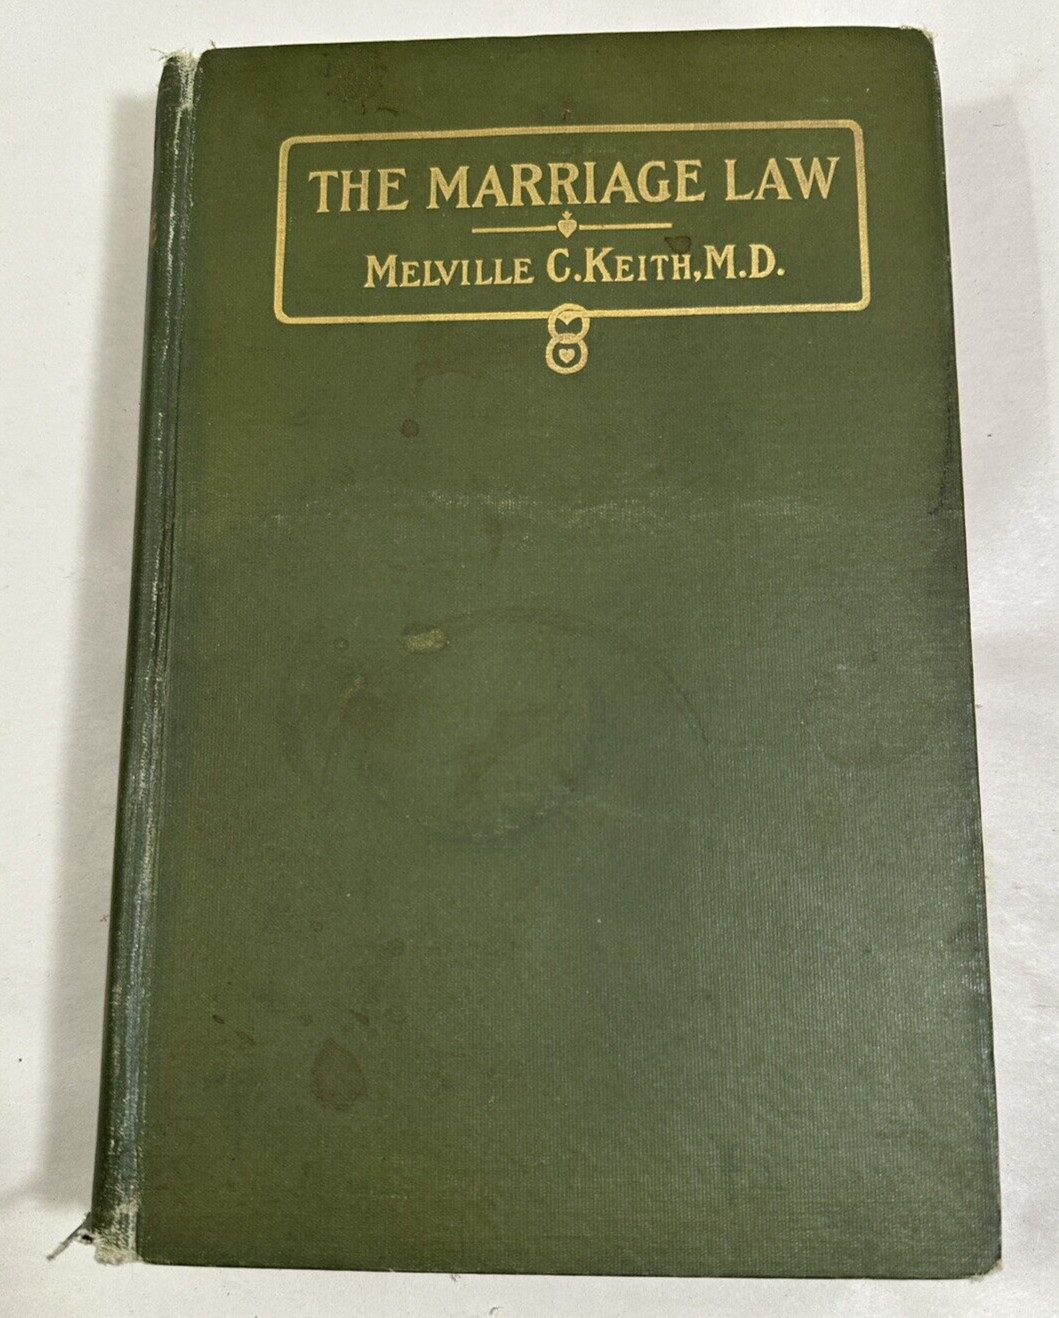 THE MARRIAGE LAW
MELVILLE C. KEITH, M.D.